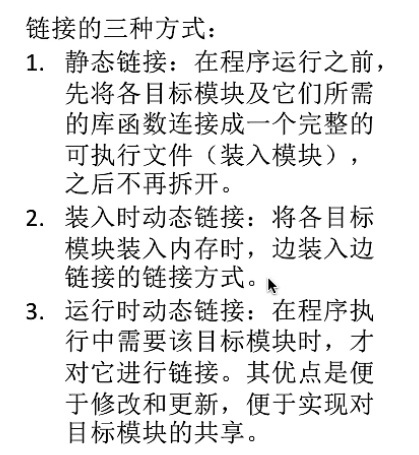 链接的三种方式：
1. 静态链接：在程序运行之前，
先将各目标模块及它们所需
的库函数连接成一个完整的
可执行文件（装入模块），
之后不再拆开。
2. 装入时动态链接：将各目标
模块装入内存时，边装入边
链接的链接方式。
3. 运行时动态链接：在程序执
行中需要该目标模块时，才
对它进行链接。其优点是便
于修改和更新，便于实现对
目标模块的共享。